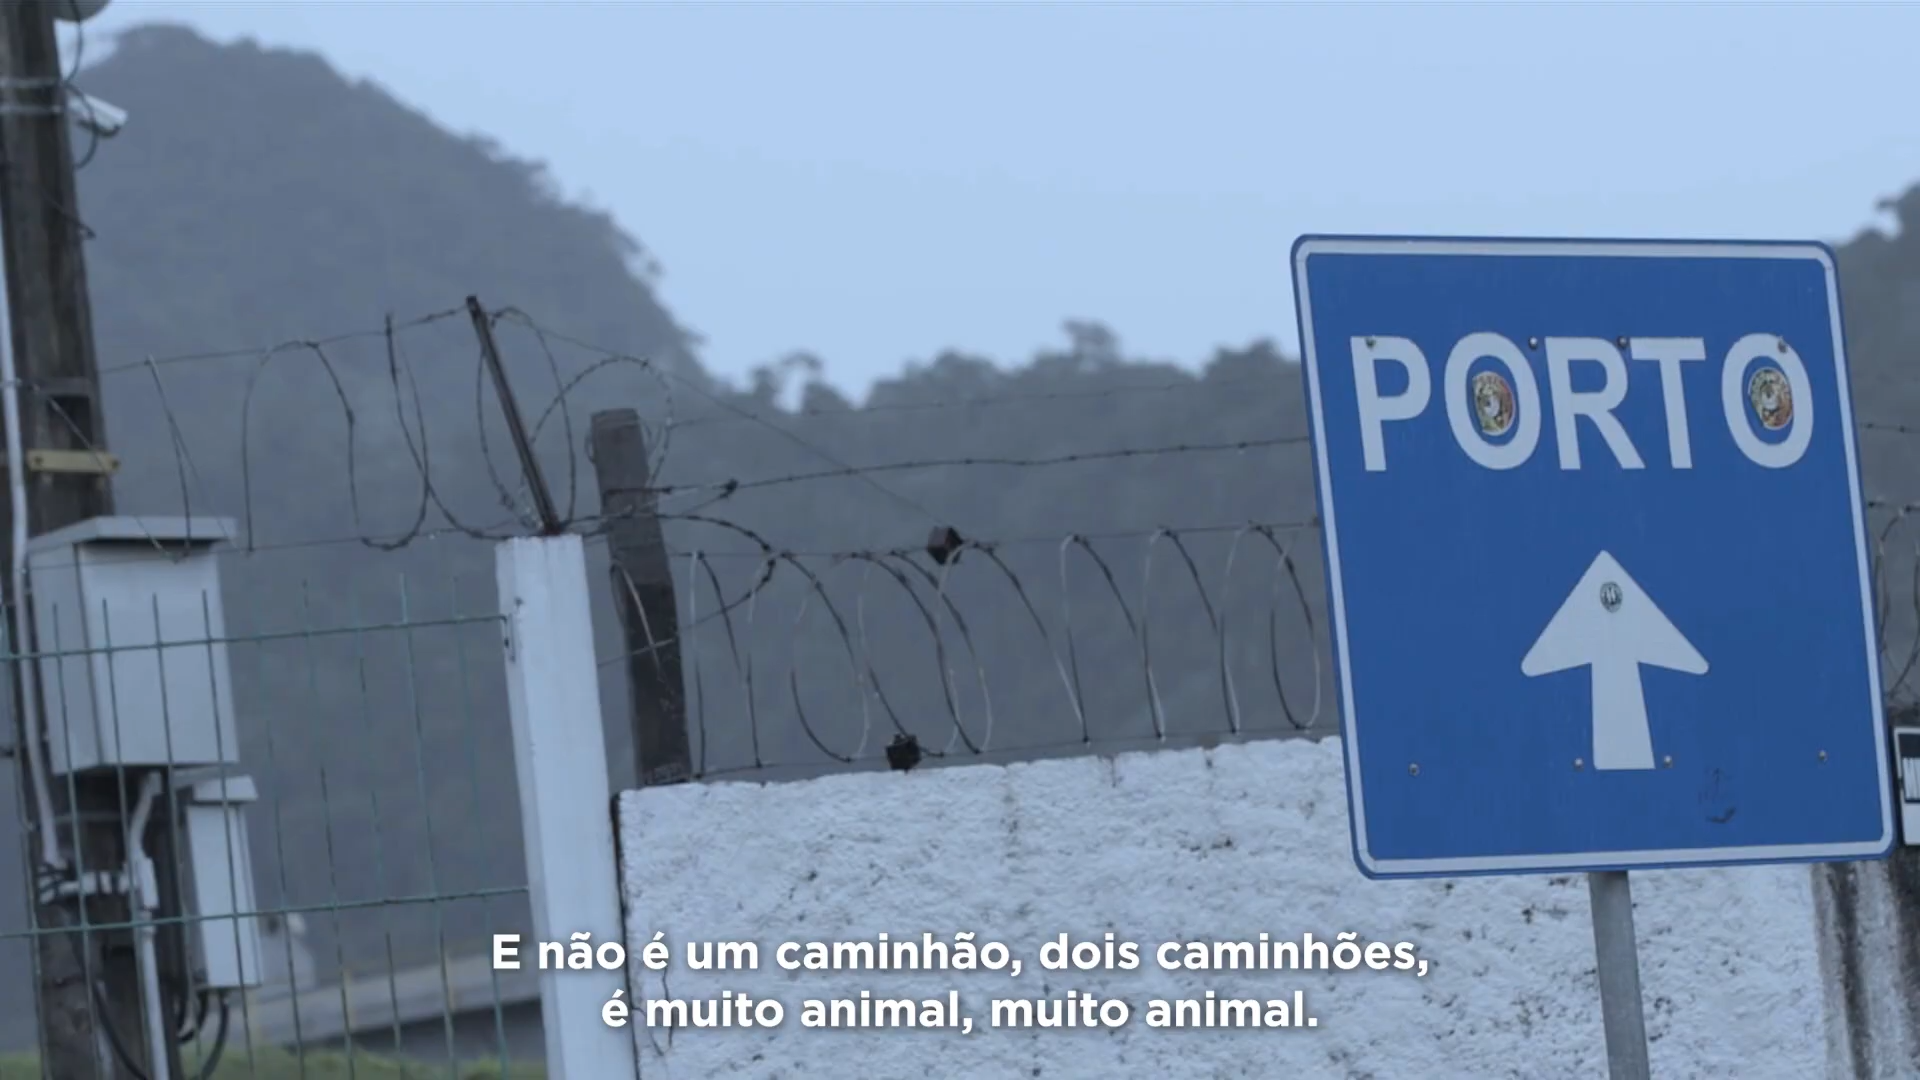 PORTO
E não é um caminhão, dois caminhões,
é muito animal, muito animal.